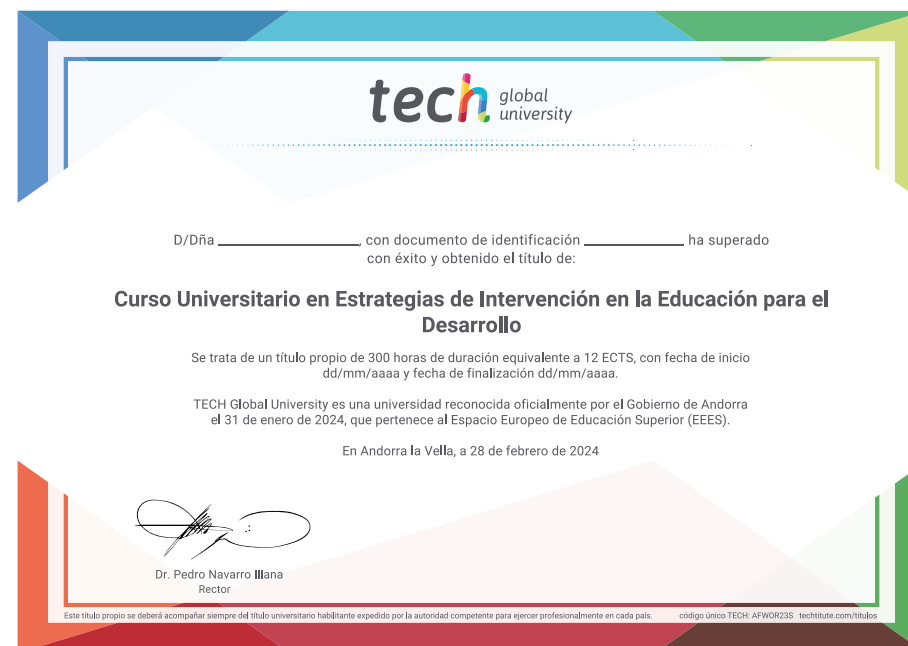 tech global university
D/Dña ____________________, con documento de identificación ______________ ha superado
con éxito y obtenido el título de:
Curso Universitario en Estrategias de Intervención en la Educación para el
Desarrollo
Se trata de un título propio de 300 horas de duración equivalente a 12 ECTS, con fecha de inicio
dd/mm/aaaa y fecha de finalización dd/mm/aaaa.
TECH Global University es una universidad reconocida oficialmente por el Gobierno de Andorra
el 31 de enero de 2024, que pertenece al Espacio Europeo de Educación Superior (EEES).
En Andorra la Vella, a 28 de febrero de 2024
Dr. Pedro Navarro Illana
Rector
Este título propio se deberá acompañar siempre del título universitario habilitante expedido por la autoridad competente para ejercer profesionalmente en cada país. código único TECH: AFWOR23S techtitute.com/titulos